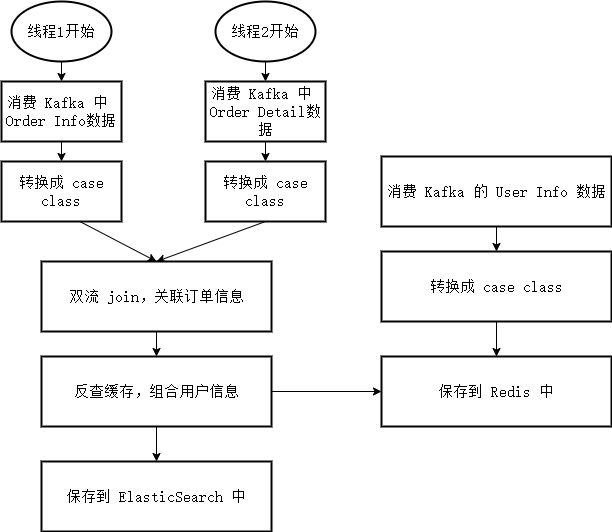 线程1开始
线程2开始
消费 Kafka 中
Order Info数据
消费 Kafka 中
Order Detail数
据
转换成 case
class
转换成 case
class
消费 Kafka 的 User Info 数据
双流 join，关联订单信息
转换成 case class
反查缓存，组合用户信息
保存到 Redis 中
保存到 ElasticSearch 中